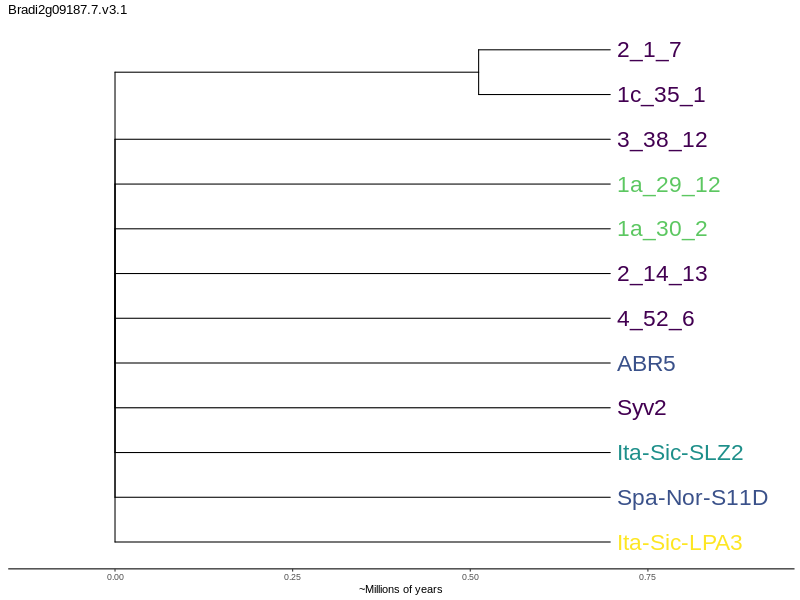 Bradi2g09187.7.v3.1
2_1_7
1c_35_1
3_38_12
1a_29_12
1a_30_2
2_14_13
4_52_6
ABR5
Syv2
Ita-Sic-SLZ2
Spa-Nor-S11D
Ita-Sic-LPA3
0.00 0.25 0.50 0.75
~Millions of years